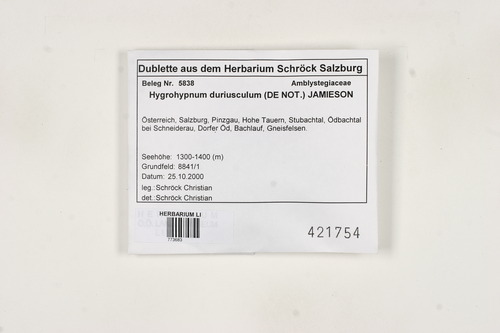 Dublette aus dem Herbarium Schröck Salzburg
Beleg Nr. 5838 Amblystegiaceae
Hygrohypnum duriusculum (DE NOT.) JAMIESON
Österreich, Salzburg, Pinzgau, Hohe Tauern, Stubachtal, Ödbachtal
bei Schneiderau, Dorfer Öd, Bachlauf, Gneisfelsen
Seehöhe: 1300-1400 (m)
Grundfeld: 8841/1
Datum: 25.10.2000
leg.:Schröck Christian
det.:Schröck Christian
HERBARIUM LI
773683
421754